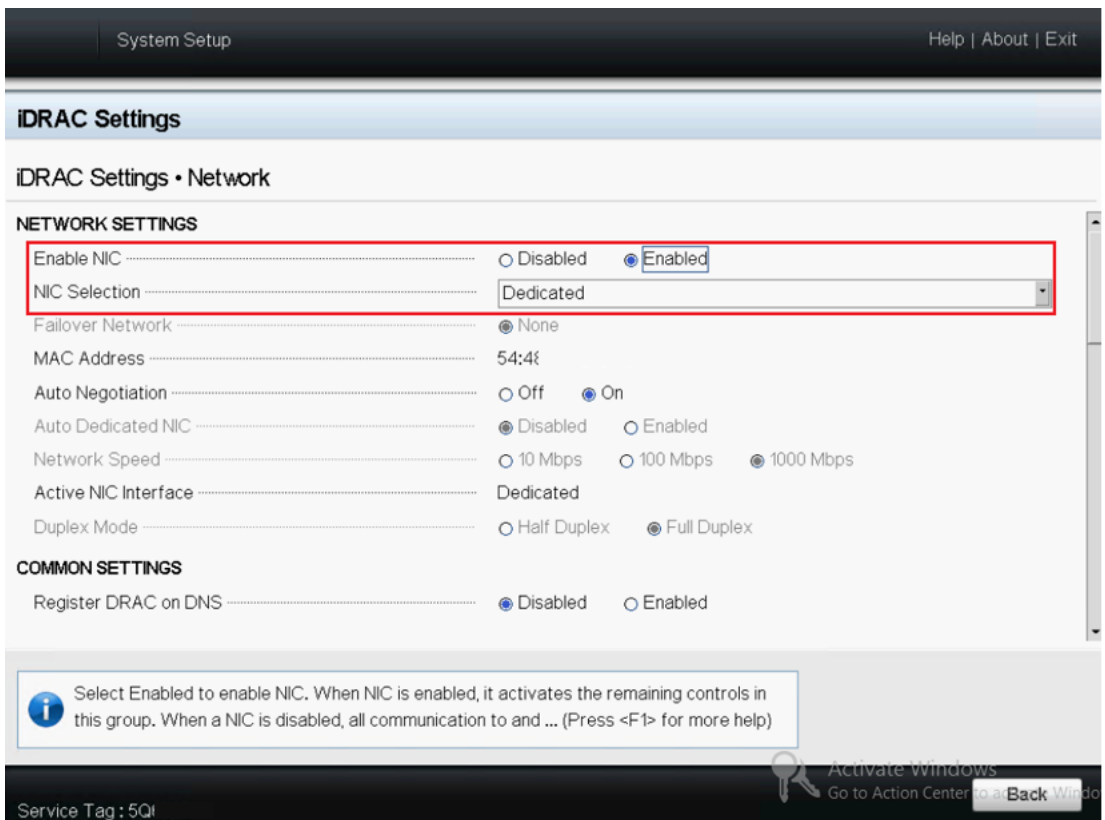 System Setup
Help | About | Exit
iDRAC Settings
iDRAC Settings • Network
NETWORK SETTINGS
Enable NIC Disabled Enabled
NIC Selection Dedicated
Failover Network None
MAC Address 54:48
Auto Negotiation Off On
Auto Dedicated NIC Disabled Enabled
Network Speed 10 Mbps 100 Mbps 1000 Mbps
Active NIC Interface Dedicated
Duplex Mode Half Duplex Full Duplex
COMMON SETTINGS
Register DRAC on DNS Disabled Enabled
Select Enabled to enable NIC. When NIC is enabled, it activates the remaining controls in
this group. When a NIC is disabled, all communication to and ... (Press <F1> for more help)
Activate Windows
Go to Action Center to
Back
Service Tag : 5Q